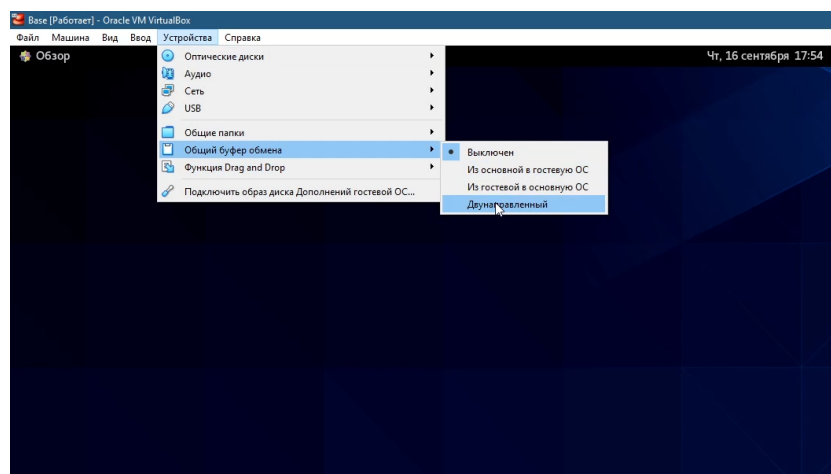 Base [Работает] - Oracle VM VirtualBox
Файл Машина Вид Ввод Устройства Справка
Обзор
Чт, 16 сентября 17:54
Оптические диски
Аудио
Сеть
USB
Общие папки
Общий буфер обмена
Функция Drag and Drop
Подключить образ диска Дополнений гостевой ОС...
Выключен
Из основной в гостевую ОС
Из гостевой в основную ОС
Двунаправленный